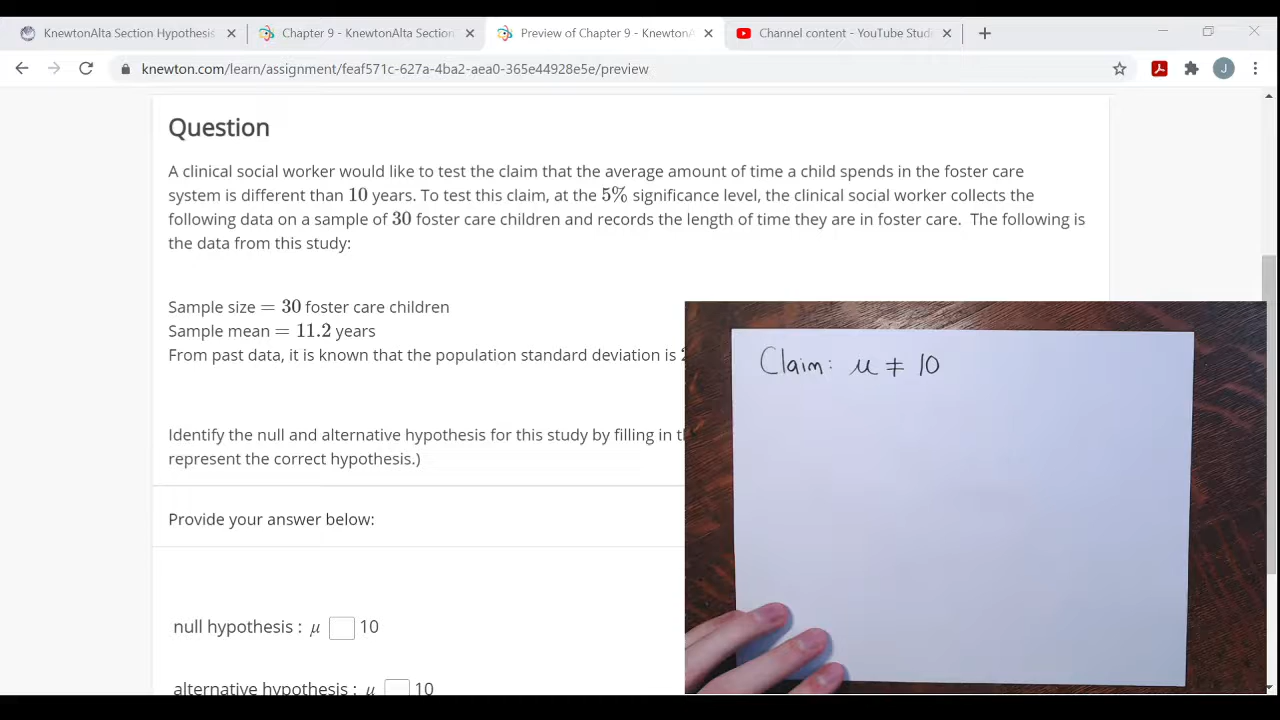 KnewtonAlta Section Hypothesis
Chapter 9 - KnewtonAlta Section
Preview of Chapter 9 - KnewtonA
Channel content - YouTube Stud
knewton.com/learn/assignment/feaf571c-627a-4ba2-aea0-365e44928e5e/preview
J
Question
A clinical social worker would like to test the claim that the average amount of time a child spends in the foster care
system is different than 10 years. To test this claim, at the 5% significance level, the clinical social worker collects the
following data on a sample of 30 foster care children and records the length of time they are in foster care. The following is
the data from this study:
Sample size = 30 foster care children
Sample mean = 11.2 years
From past data, it is known that the population standard deviation is
Claim: μ ≠ 10
Identify the null and alternative hypothesis for this study by filling in
represent the correct hypothesis.)
Provide your answer below:
null hypothesis : μ 10
alternative hypothesis : μ 10